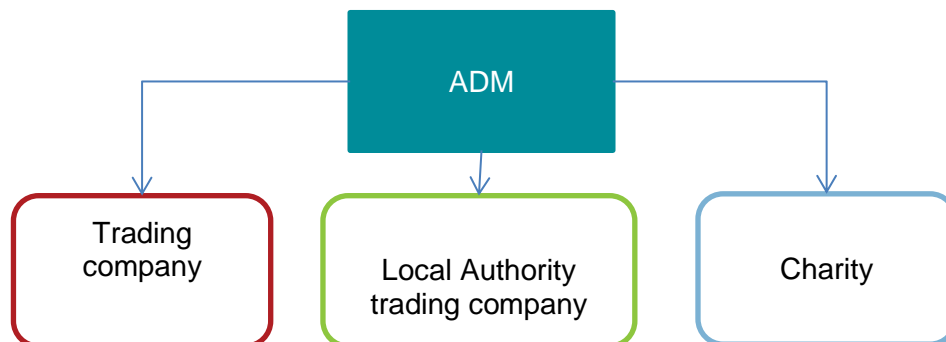 ADM
Trading
company
Local Authority
trading company
Charity